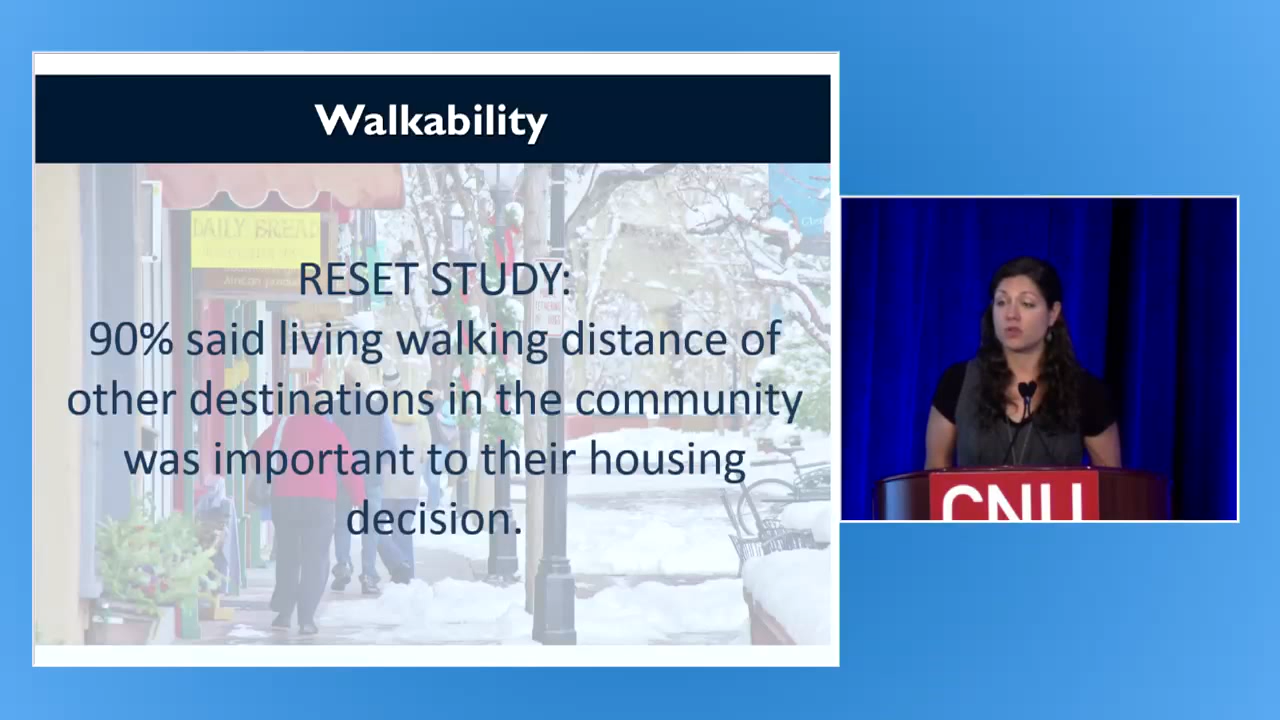 Walkability
DAILY BREAD
RESET STUDY:
90% said living walking distance of
other destinations in the community
was important to their housing
decision.
CNU